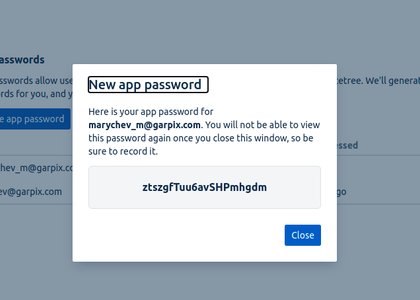 asswords
sswords allow use
etree. We'll generat
ords for you, and y
e app password
essed
hev_m@garpix.co
ev@garpix.com
go
New app password
Here is your app password for
marychev_m@garpix.com. You will not be able to view
this password again once you close this window, so be
sure to record it.
ztszgfTuu6avSHPmhgdm
Close